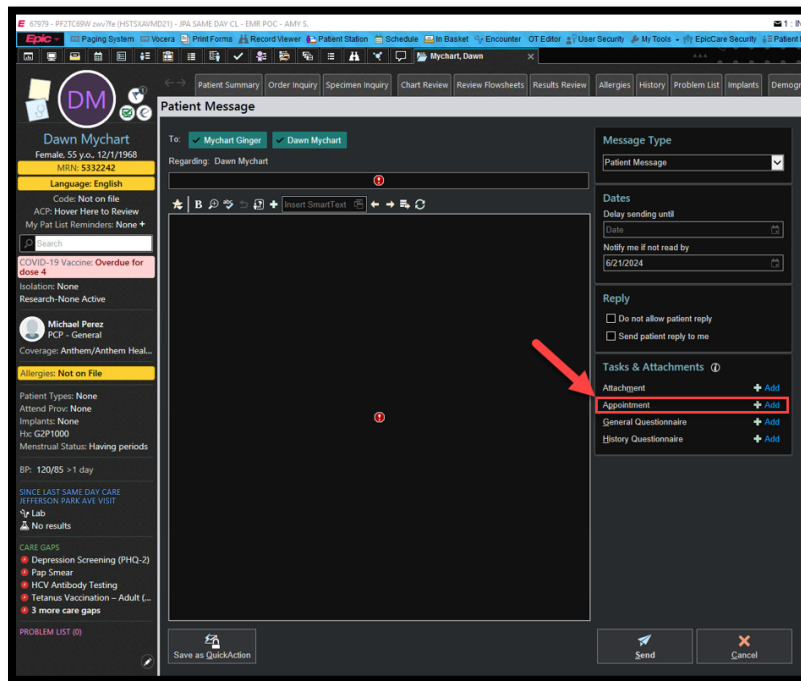 67979 - PF2TC69W zwv7fe (HSTSXAVMD21) - JPA SAME DAY CL - EMR POC - AMY S.
Epic Paging System Vocera Print Forms Record Viewer Patient Station Schedule In Basket Encounter OT Editor User Security My Tools EpicCare Security Patient
Mychart, Dawn
Patient Summary Order Inquiry Specimen Inquiry Chart Review Review Flowsheets Results Review Allergies History Problem List Implants
DM
Dawn Mychart
Female, 55 y.o., 12/1/1968
MRN: 5332242
Language: English
Code: Not on file
ACP: Hover Here to Review
My Pat List Reminders: None +
Search
COVID-19 Vaccine: Overdue for
dose 4
Isolation: None
Research-None Active
Michael Perez
PCP - General
Coverage: Anthem/Anthem Heal...
Allergies: Not on File
Patient Types: None
Attend Prov: None
Implants: None
Hx: G2P1000
Menstrual Status: Having periods
BP: 120/85 >1 day
SINCE LAST SAME DAY CARE
JEFFERSON PARK AVE VISIT
Lab
No results
CARE GAPS
Depression Screening (PHQ-2)
Pap Smear
HCV Antibody Testing
Tetanus Vaccination – Adult (...
3 more care gaps
PROBLEM LIST (0)
Patient Message
To: Mychart Ginger Dawn Mychart
Regarding: Dawn Mychart
B Insert SmartText
Save as QuickAction
Message Type
Patient Message
Dates
Delay sending until
Date
Notify me if not read by
6/21/2024
Reply
Do not allow patient reply
Send patient reply to me
Tasks & Attachments
Attachment + Add
Appointment + Add
General Questionnaire + Add
History Questionnaire + Add
Send Cancel